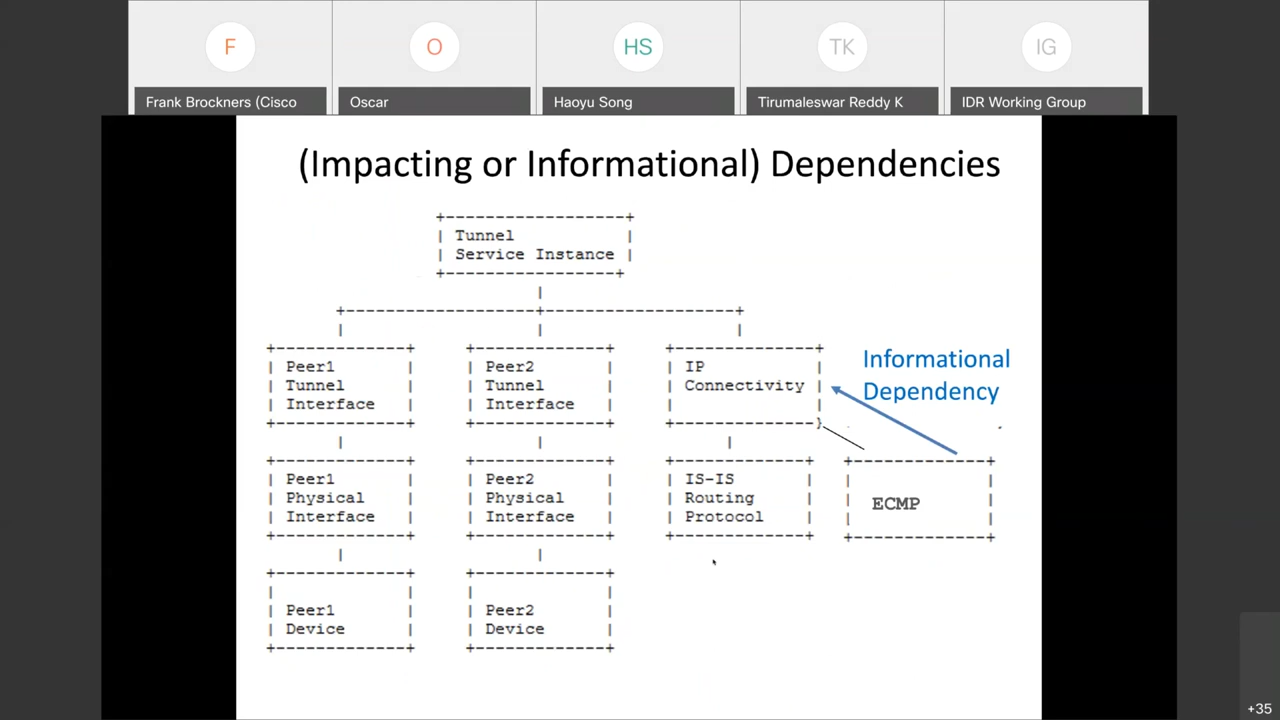 F
O
HS
TK
IG
Frank Brockners (Cisco
Oscar
Haoyu Song
Tirumaleswar Reddy K
IDR Working Group
(Impacting or Informational) Dependencies
Tunnel
Service Instance
Peer1
Tunnel
Interface
Peer2
Tunnel
Interface
IP
Connectivity
Informational
Dependency
Peer1
Physical
Interface
Peer2
Physical
Interface
IS-IS
Routing
Protocol
ECMP
Peer1
Device
Peer2
Device
+35